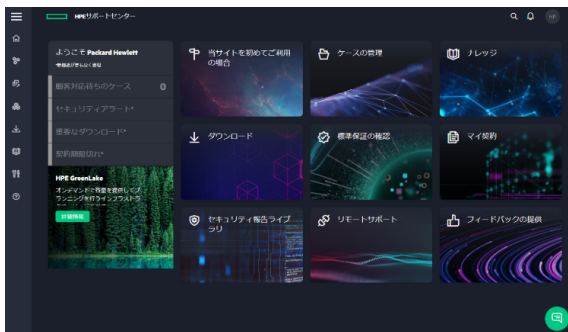 HPEサポートセンター
HF
ようこそ Packard Hewlett
顧客対応待ちのケース 0
セキュリティアラート*
重要なダウンロード*
契約期間切れ*
HPE GreenLake
オンデマンドで容量を提供してプ
ランニングを行うインフラストラ
詳細情報
当サイトを初めてご利用
の場合
ケースの管理
ナレッジ
ダウンロード
標準保証の確認
マイ契約
セキュリティ報告ライブ
ラリ
リモートサポート
フィードバックの提供